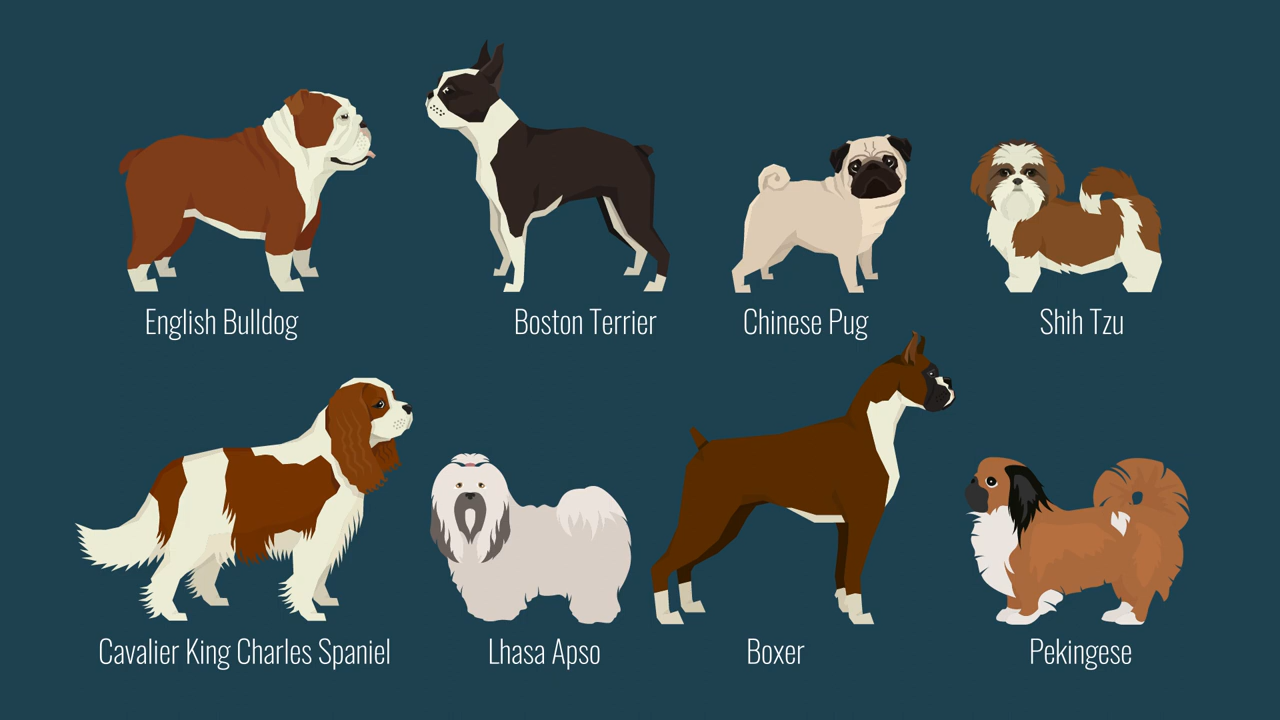 English Bulldog
Boston Terrier
Chinese Pug
Shih Tzu
Cavalier King Charles Spaniel
Lhasa Apso
Boxer
Pekingese